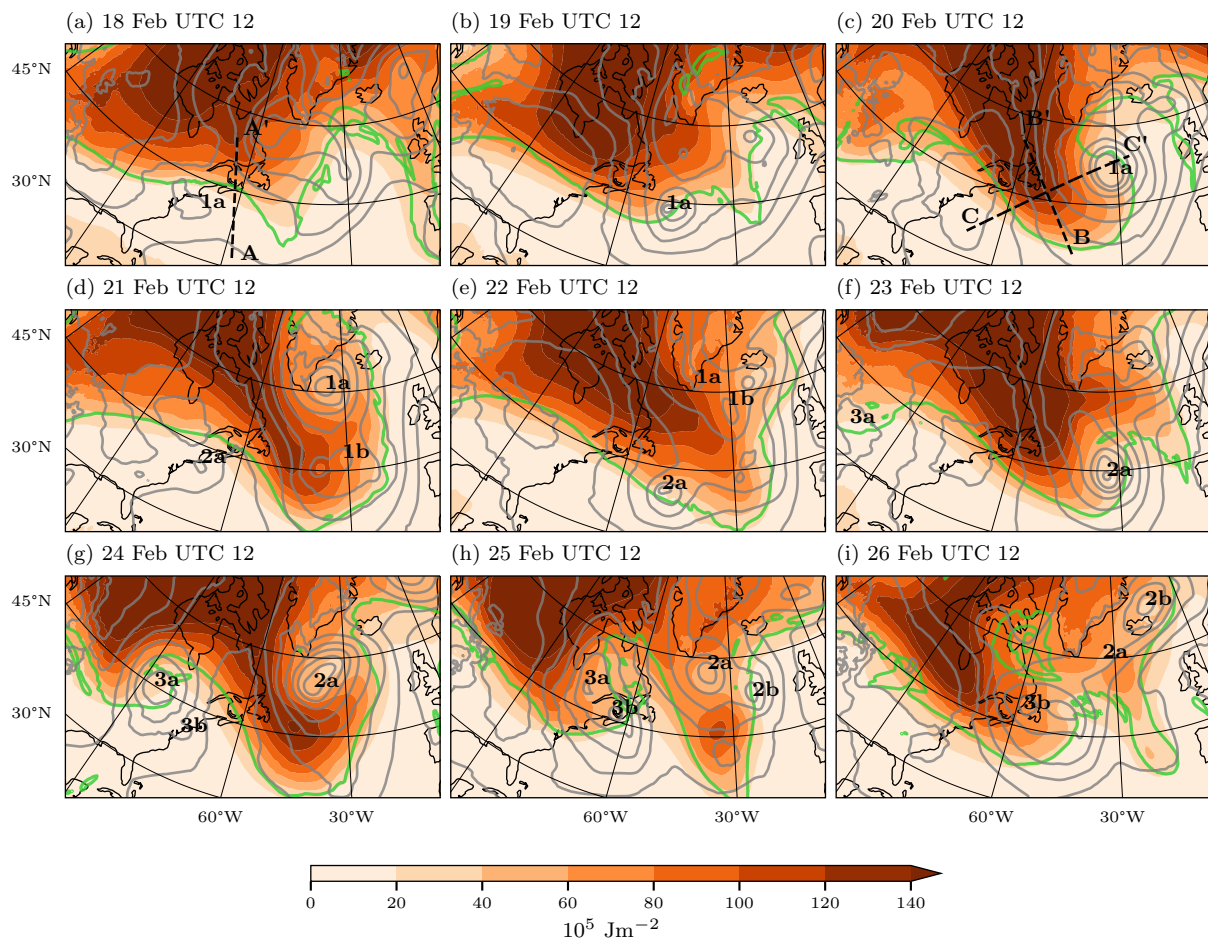 (a) 18 Feb UTC 12
(b) 19 Feb UTC 12
(c) 20 Feb UTC 12
45°N
30°N
A'
1a
A
1a
B'
C'
1a
C
B
(d) 21 Feb UTC 12
(e) 22 Feb UTC 12
(f) 23 Feb UTC 12
45°N
30°N
1a
1b
2a
1a
1b
2a
3a
2a
(g) 24 Feb UTC 12
(h) 25 Feb UTC 12
(i) 26 Feb UTC 12
45°N
30°N
3a
2a
3b
3a
2a
2b
3b
2b
2a
3b
60°W 30°W 60°W 30°W 60°W 30°W
0 20 40 60 80 100 120 140
10⁵ Jm⁻²